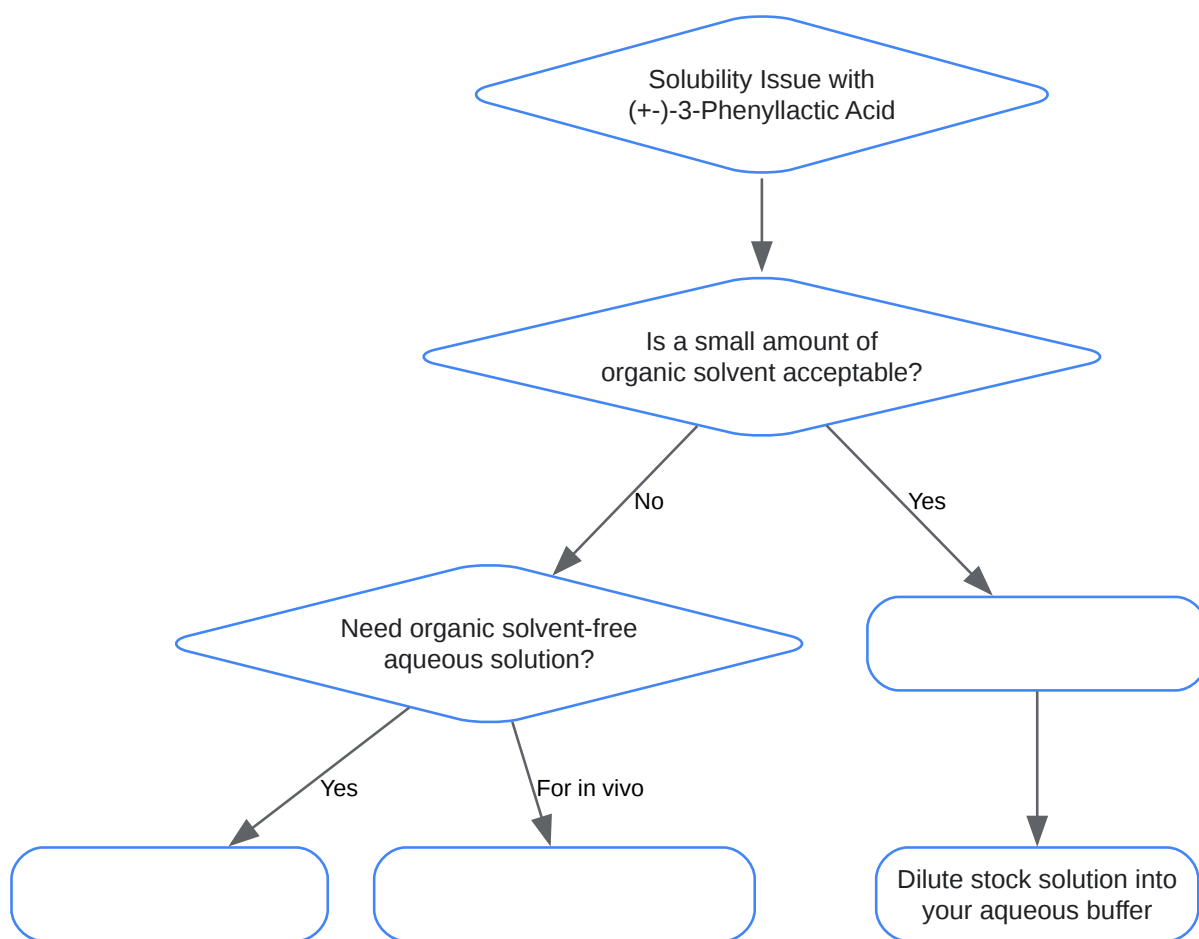 Solubility Issue with
(+-)-3-Phenyllactic Acid
Is a small amount of
organic solvent acceptable?
No
Yes
Need organic solvent-free
aqueous solution?
Yes
For in vivo
Dilute stock solution into
your aqueous buffer